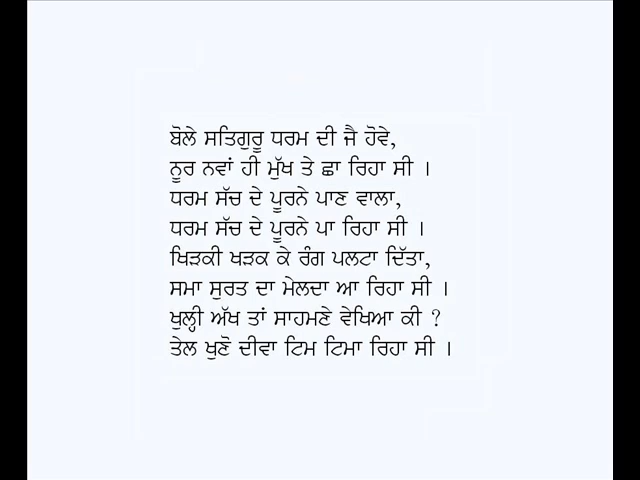 ਬੋਲੇ ਸਤਿਗੁਰੂ ਧਰਮ ਦੀ ਜੈ ਹੋਵੇ,
ਨੂਰ ਨਵਾਂ ਹੀ ਮੁੱਖ ਤੇ ਛਾ ਰਿਹਾ ਸੀ ।
ਧਰਮ ਸੱਚ ਦੇ ਪੂਰਨੇ ਪਾਣ ਵਾਲਾ,
ਧਰਮ ਸੱਚ ਦੇ ਪੂਰਨੇ ਪਾ ਰਿਹਾ ਸੀ ।
ਖਿੜਕੀ ਖੜਕ ਕੇ ਰੰਗ ਪਲਟਾ ਦਿੱਤਾ,
ਸਮਾ ਸੁਰਤ ਦਾ ਮੇਲਦਾ ਆ ਰਿਹਾ ਸੀ ।
ਖੁਲ੍ਹੀ ਅੱਖ ਤਾਂ ਸਾਹਮਣੇ ਵੇਖਿਆ ਕੀ ?
ਤੇਲ ਖੁਣੋ ਦੀਵਾ ਟਿਮ ਟਿਮਾ ਰਿਹਾ ਸੀ ।